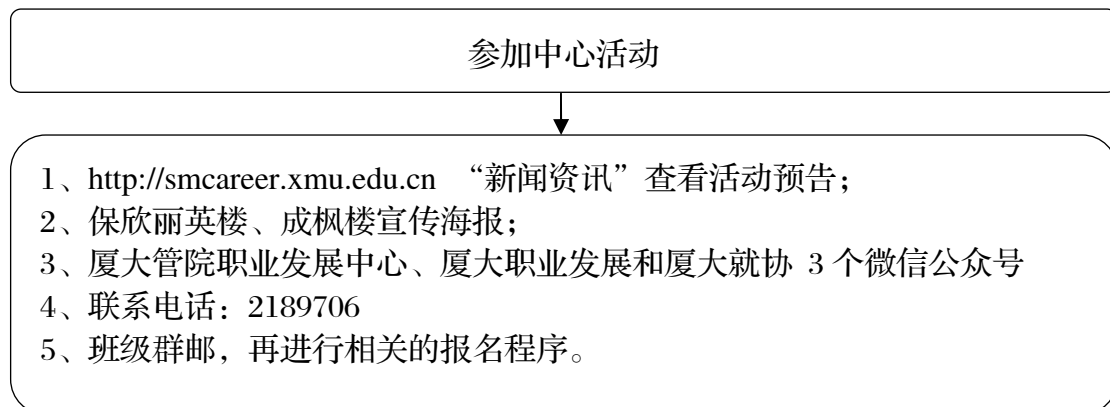 参加中心活动
1、http://smcareer.xmu.edu.cn “新闻资讯”查看活动预告；
2、保欣丽英楼、成枫楼宣传海报；
3、厦大管院职业发展中心、厦大职业发展和厦大就协 3 个微信公众号
4、联系电话：2189706
5、班级群邮，再进行相关的报名程序。